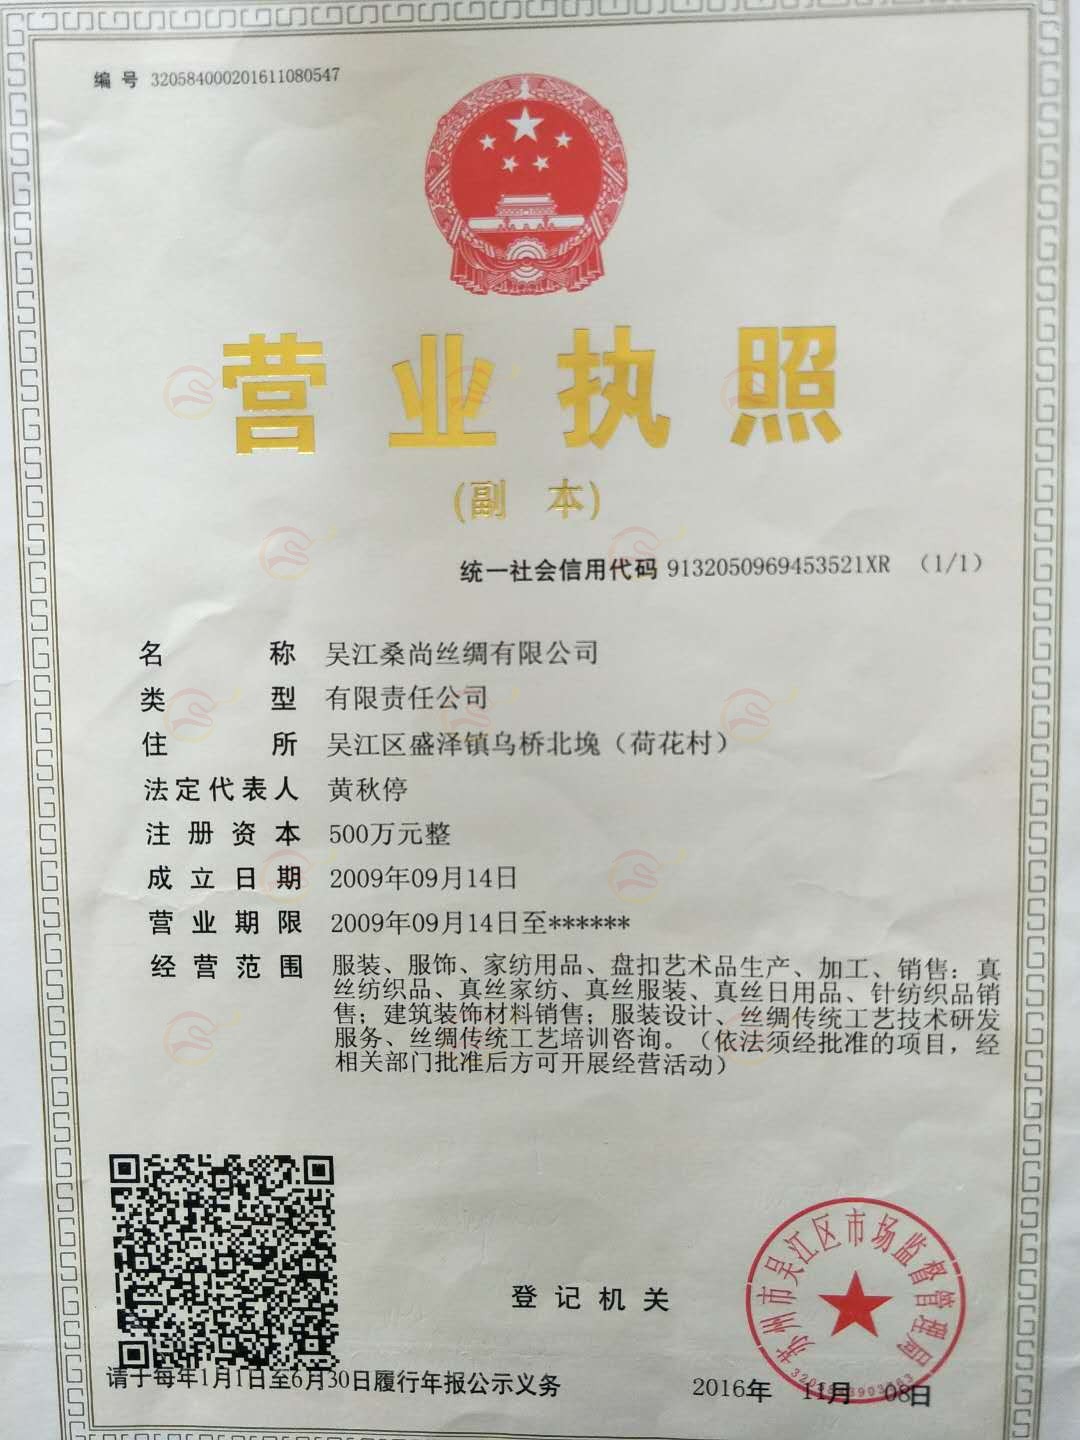 编 号 320584000201611080547
营业执照
(副 本)
统一社会信用代码 9132050969453521XR （1/1）
名 称 吴江桑尚丝绸有限公司
类 型 有限责任公司
住 所 吴江区盛泽镇乌桥北堍（荷花村）
法定代表人 黄秋停
注册资本 500万元整
成立日期 2009年09月14日
营业期限 2009年09月14日至******
经营范围 服装、服饰、家纺用品、盘扣艺术品生产、加工、销售；真
丝纺织品、真丝家纺、真丝服装、真丝日用品、针纺织品销
售；建筑装饰材料销售；服装设计、丝绸传统工艺技术研发
服务、丝绸传统工艺培训咨询。（依法须经批准的项目，经
相关部门批准后方可开展经营活动）
登记机关
苏州市吴江区市场监督管理局
请于每年1月1日至6月30日履行年报公示义务
2016年 11月 08日